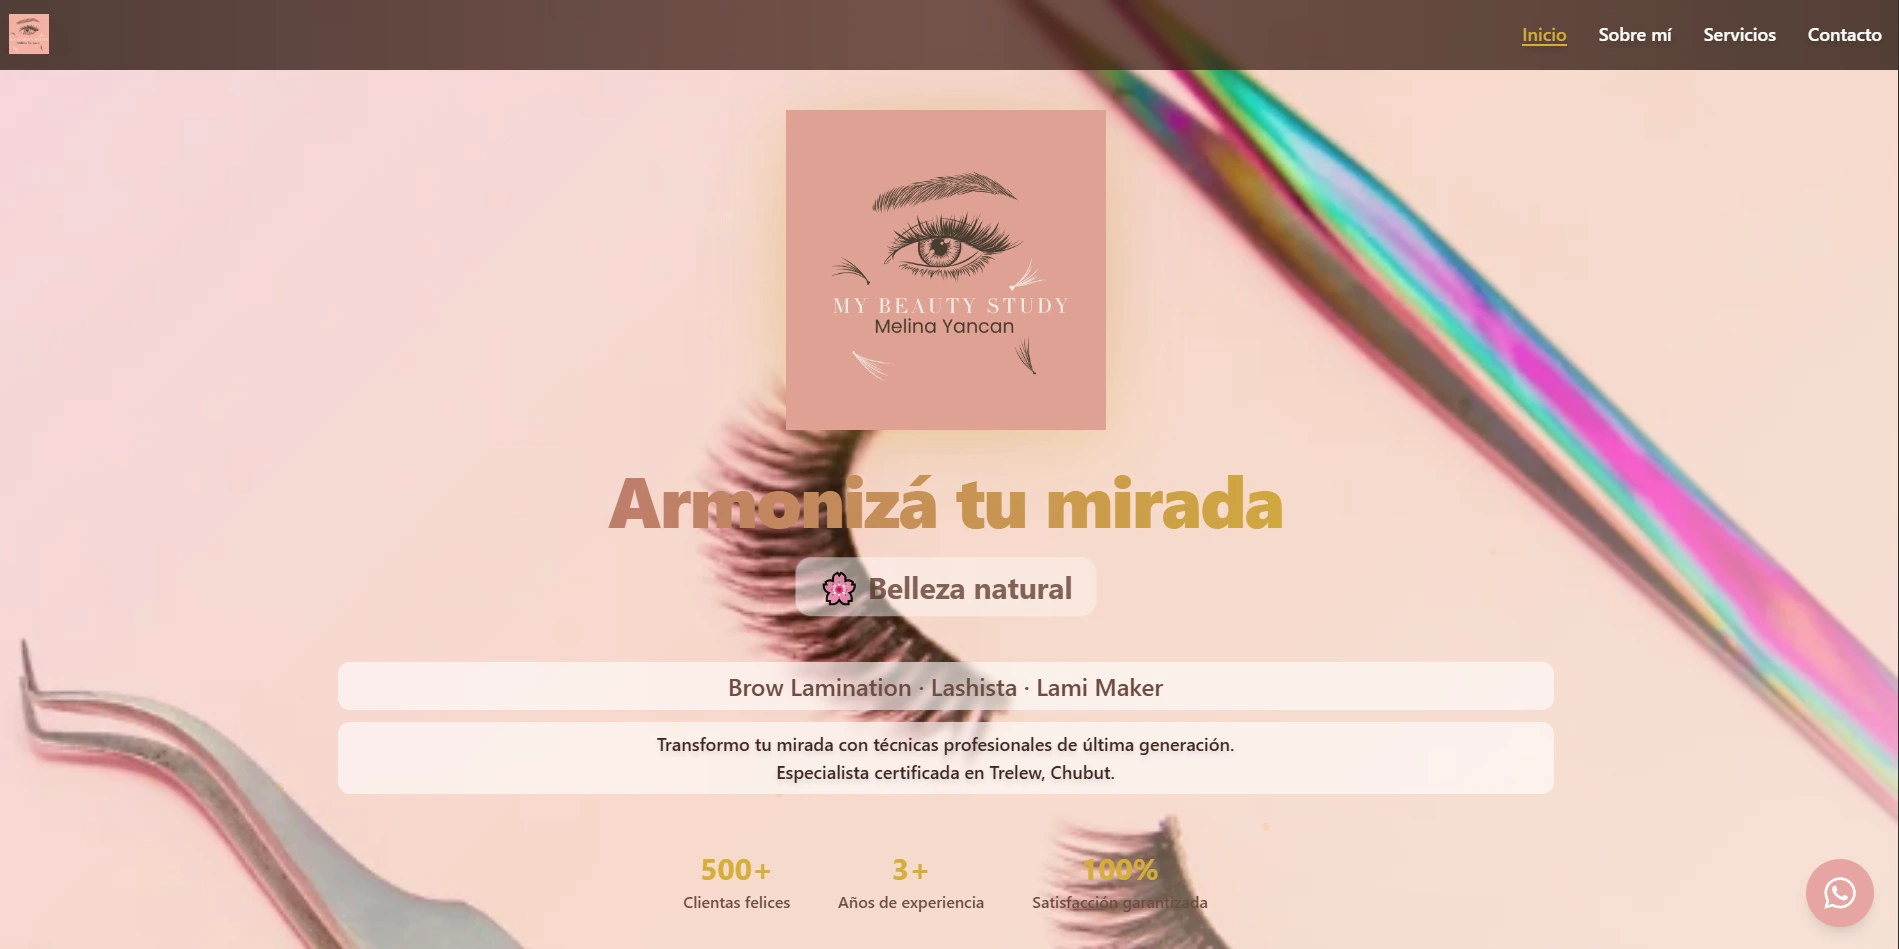 Inicio
Sobre mí
Servicios
Contacto
MY BEAUTY STUDY
Melina Yancan
Armonizá tu mirada
🌸 Belleza natural
Brow Lamination · Lashista · Lami Maker
Transformo tu mirada con técnicas profesionales de última generación.
Especialista certificada en Trelew, Chubut.
500+
Clientas felices
3+
Años de experiencia
100%
Satisfacción garantizada